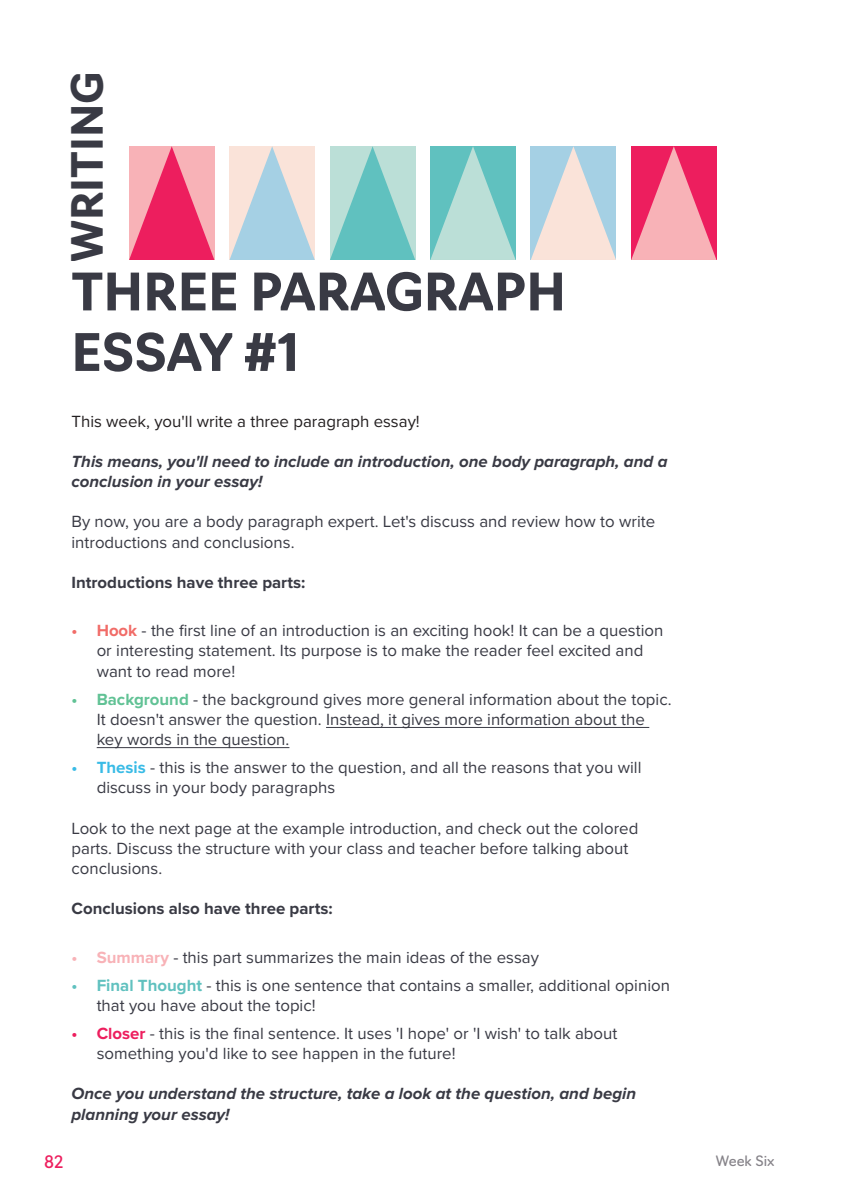 WRITING
THREE PARAGRAPH
ESSAY #1
This week, you'll write a three paragraph essay!
This means, you'll need to include an introduction, one body paragraph, and a
conclusion in your essay!
By now, you are a body paragraph expert. Let's discuss and review how to write
introductions and conclusions.
Introductions have three parts:
• Hook - the first line of an introduction is an exciting hook! It can be a question
or interesting statement. Its purpose is to make the reader feel excited and
want to read more!
• Background - the background gives more general information about the topic.
It doesn't answer the question. Instead, it gives more information about the
key words in the question.
• Thesis - this is the answer to the question, and all the reasons that you will
discuss in your body paragraphs
Look to the next page at the example introduction, and check out the colored
parts. Discuss the structure with your class and teacher before talking about
conclusions.
Conclusions also have three parts:
• Summary - this part summarizes the main ideas of the essay
• Final Thought - this is one sentence that contains a smaller, additional opinion
that you have about the topic!
• Closer - this is the final sentence. It uses 'I hope' or 'I wish' to talk about
something you'd like to see happen in the future!
Once you understand the structure, take a look at the question, and begin
planning your essay!
82
Week Six